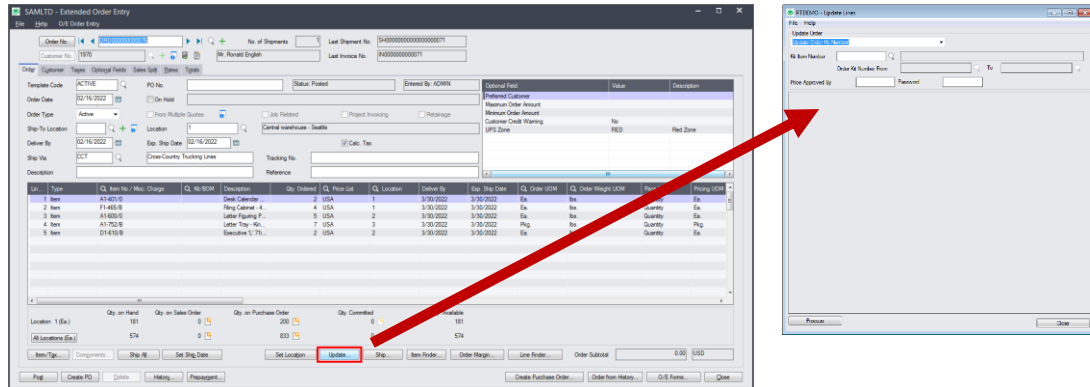 SAMLTD - Extended Order Entry
File Help O/E Order Entry
Order No. No. of Shipments 1 Last Shipment No.
Customer No. 1970 Mr. Ronald English Last Invoice No.
Order Customer Taxes Optional Fields Sales Split Rates Totals
Template Code ACTIVE PO No. Status: Posted Entered By: ADMIN
Order Date 02/16/2022 On Hold
Order Type Active From Multiple Quotes Job Related Project Invoicing Retainage
Ship-To Location Location 1 Central warehouse - Seattle
Deliver By 02/16/2022 Exp. Ship Date 02/16/2022 Calc. Tax
Ship Via CCT Cross-Country Trucking Lines Tracking No.
Description Reference
Optional Field Value Description
Preferred Customer
Maximum Order Amount
Minimum Order Amount
Customer Credit Warning No
UPS Zone RED Red Zone
Lin... Type Item No./ Misc. Charge Kit/BOM Description Qty. Ordered Price List Location Deliver By Exp. Ship Date Order UOM Order Weight UOM Pricing UOM
1 Item A1-401/0 Desk Calendar ... 2 USA 1 3/30/2022 3/30/2022 Ea. lbs. Quantity Ea.
2 Item F1-465/B Filing Cabinet - 4... 4 USA 1 3/30/2022 3/30/2022 Ea. lbs. Quantity Ea.
3 Item A1-600/0 Letter Figuring P... 5 USA 2 3/30/2022 3/30/2022 Ea. lbs. Quantity Ea.
4 Item A1-752/B Letter Tray - Kin... 7 USA 3 3/30/2022 3/30/2022 Pkg. lbs. Quantity Pkg.
5 Item D1-610/B Executive 'L' 71\... 2 USA 2 3/30/2022 3/30/2022 Ea. Quantity Ea.
Qty. on Hand Qty. on Sales Order Qty. on Purchase Order Qty. Committed
Location 1 (Ea.) 181 0 200 0 181
All Locations (Ea.) 574 0 833 0 574
Item/Tax... Components... Ship All Set Ship Date Set Location Update... Ship... Item Finder... Order Margin... Line Finder... Order Subtotal 0.00 USD
Post Create PO Delete History... Prepayment... Create Purchase Order... Order from History... O/E Forms... Close
PTDEMO - Update Lines
File Help
Update Order
Update Order Kit Number
Kit Item Number
Order Kit Number From To
Price Approved By Password
Process Close